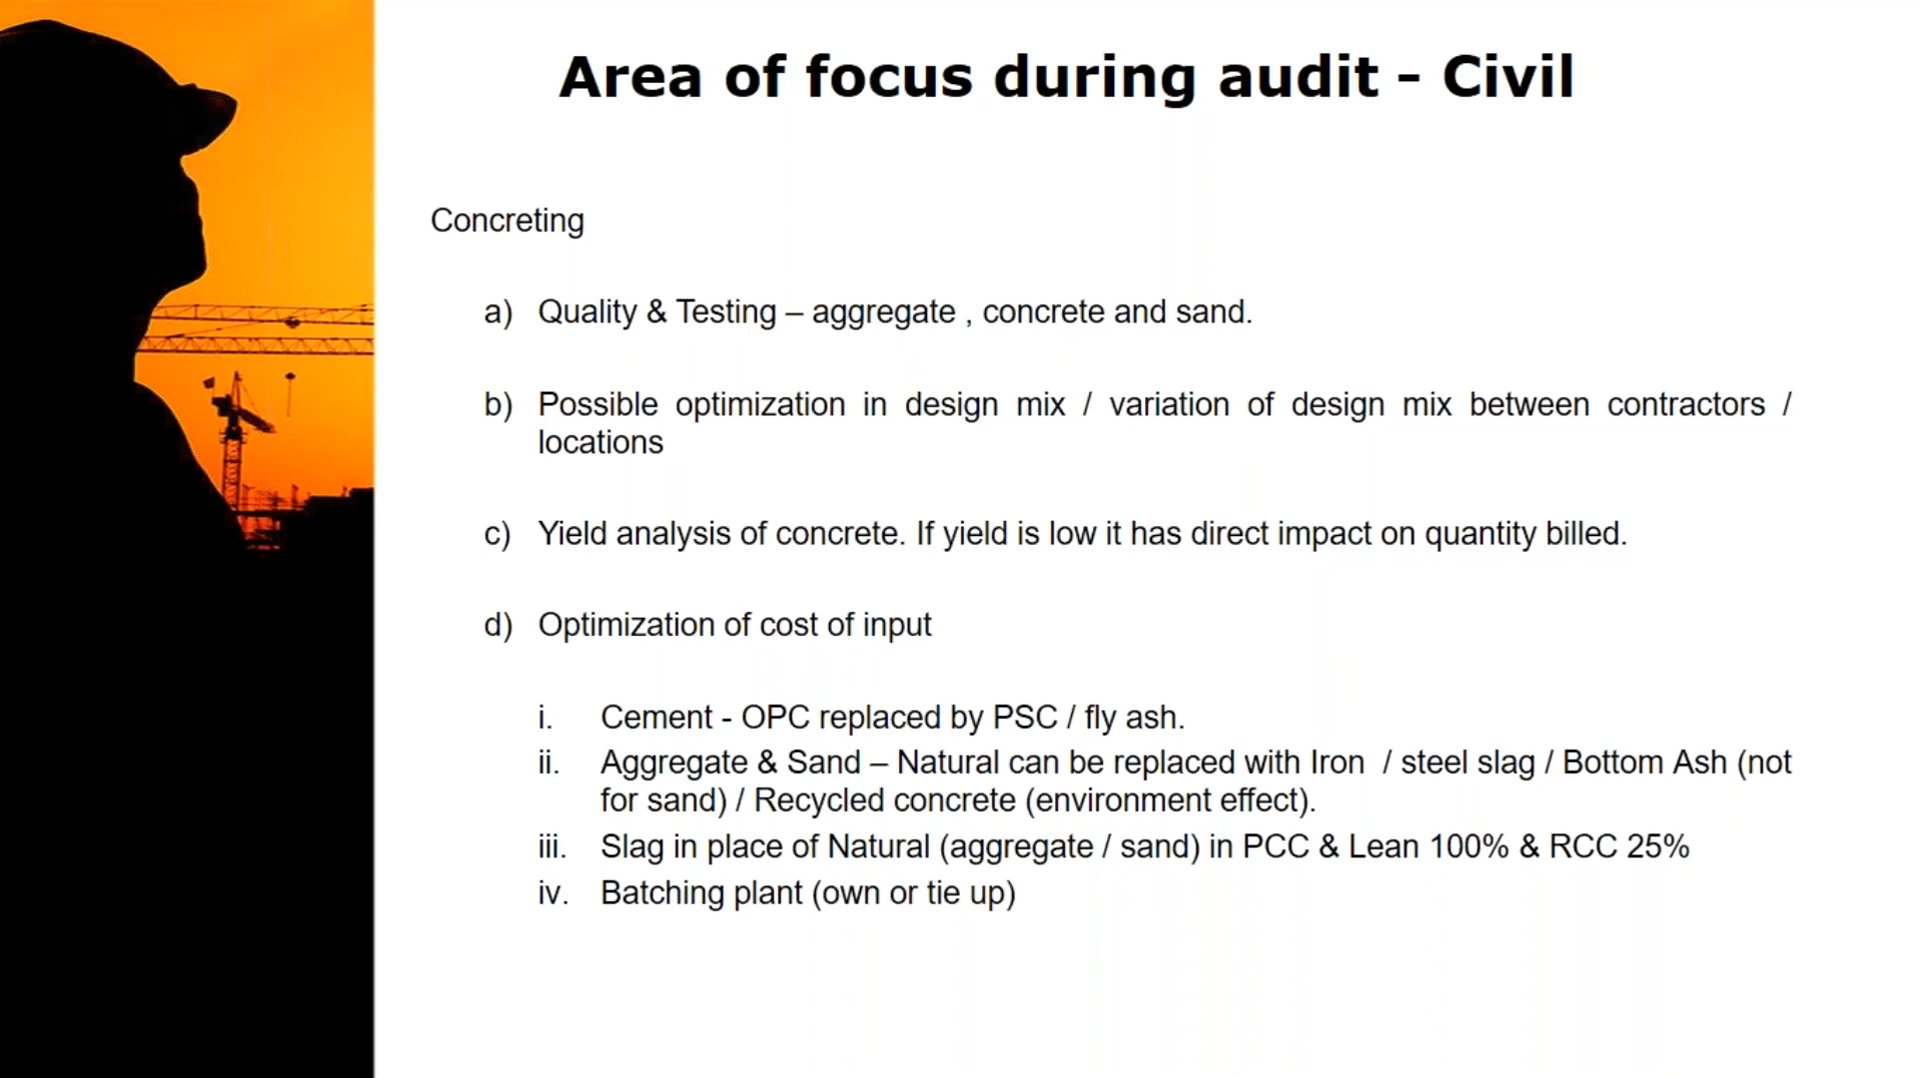 Area of focus during audit - Civil
Concreting
a) Quality & Testing – aggregate , concrete and sand.
b) Possible optimization in design mix / variation of design mix between contractors /
locations
c) Yield analysis of concrete. If yield is low it has direct impact on quantity billed.
d) Optimization of cost of input
i. Cement - OPC replaced by PSC / fly ash.
ii. Aggregate & Sand – Natural can be replaced with Iron / steel slag / Bottom Ash (not
for sand) / Recycled concrete (environment effect).
iii. Slag in place of Natural (aggregate / sand) in PCC & Lean 100% & RCC 25%
iv. Batching plant (own or tie up)